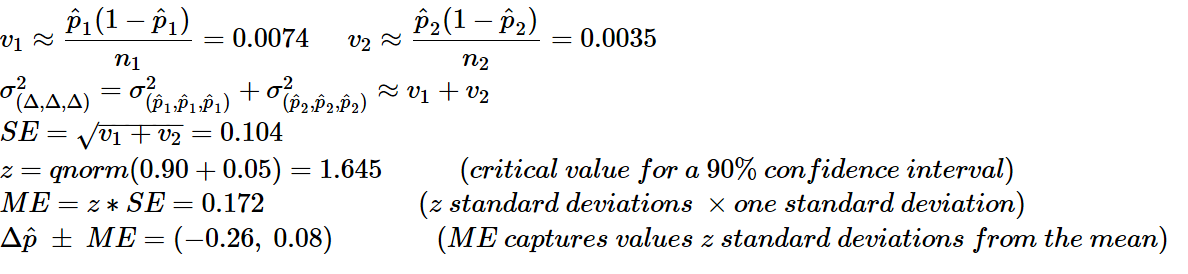 v₁ ≈ p̂₁(1 − p̂₁)/n₁ = 0.0074 v₂ ≈ p̂₂(1 − p̂₂)/n₂ = 0.0035
σ²_(Δ,Δ,Δ) = σ²_(p̂₁,p̂₁,p̂₁) + σ²_(p̂₂,p̂₂,p̂₂) ≈ v₁ + v₂
SE = √(v₁ + v₂) = 0.104
z = qnorm(0.90 + 0.05) = 1.645 (critical value for a 90% confidence interval)
ME = z ∗ SE = 0.172 (z standard deviations × one standard deviation)
Δp̂ ± ME = (−0.26, 0.08) (ME captures values z standard deviations from the mean)